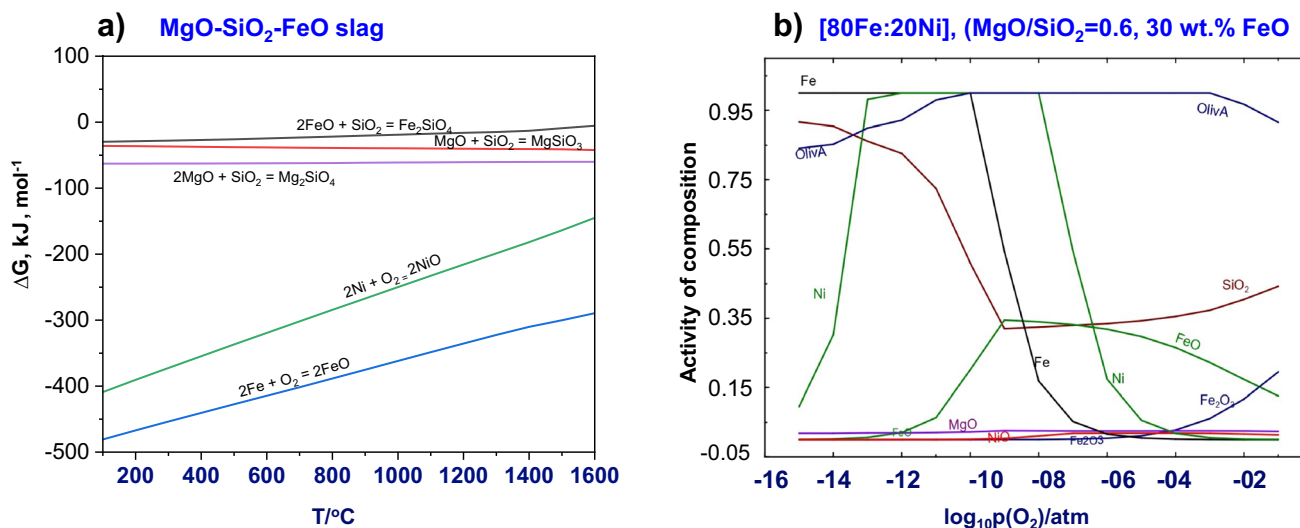 a) MgO-SiO₂-FeO slag
100
0
-100
-200
-300
-400
-500
ΔG, kJ, mol⁻¹
2FeO + SiO₂ = Fe₂SiO₄
MgO + SiO₂ = MgSiO₃
2MgO + SiO₂ = Mg₂SiO₄
2Ni + O₂ = 2NiO
2Fe + O₂ = 2FeO
200 400 600 800 1000 1200 1400 1600
T/°C
b) [80Fe:20Ni], (MgO/SiO₂=0.6, 30 wt.% FeO
0.95
0.75
0.55
0.35
0.15
-0.05
Activity of composition
Fe
OlivA
OlivA
Ni
SiO₂
FeO
Fe
Ni
Fe₂O₃
FeO
MgO
NiO
Fe2O3
-16 -14 -12 -10 -08 -06 -04 -02
log₁₀p(O₂)/atm